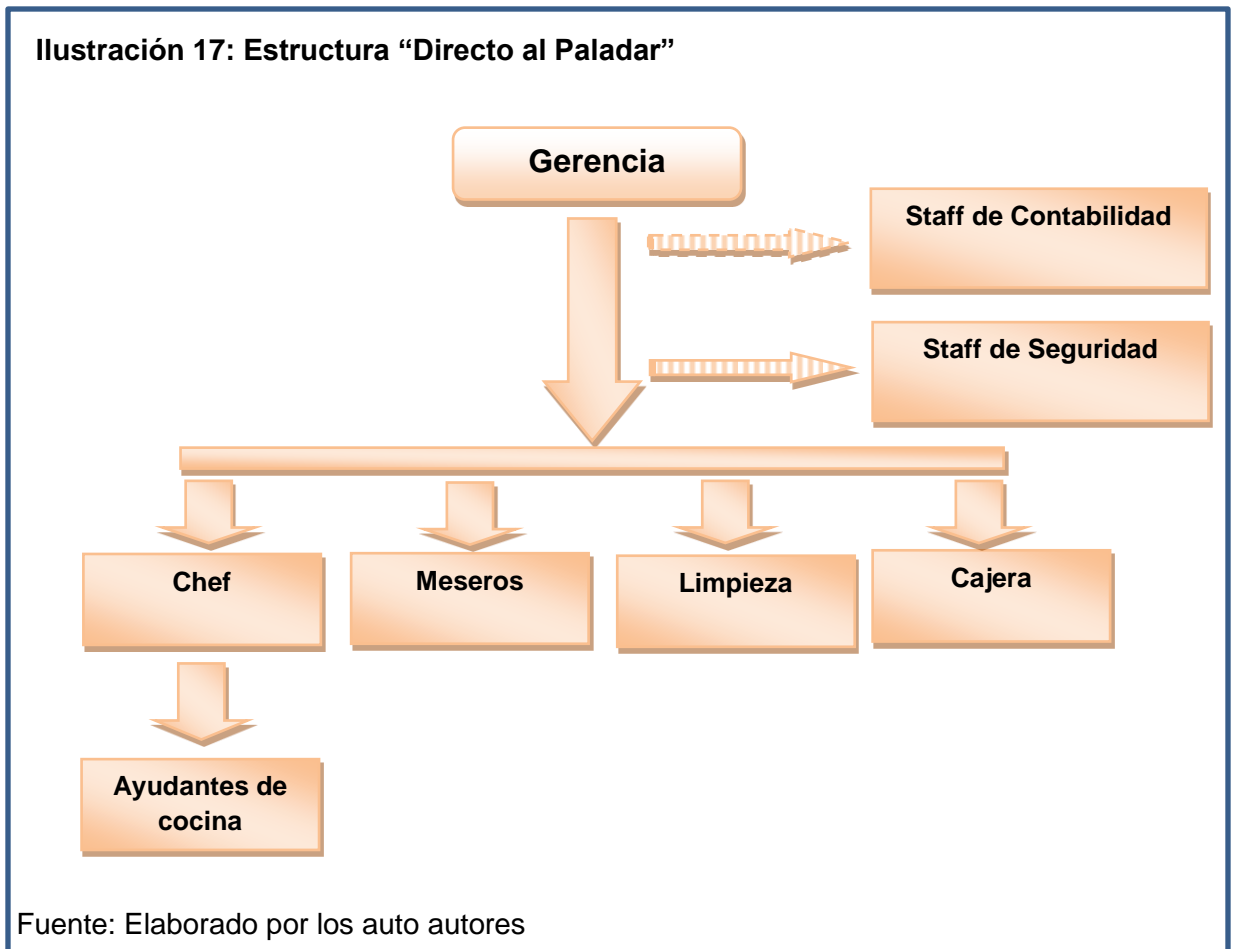 Ilustración 17: Estructura “Directo al Paladar”
Gerencia
Staff de Contabilidad
Staff de Seguridad
Chef
Meseros
Limpieza
Cajera
Ayudantes de
cocina
Fuente: Elaborado por los auto autores